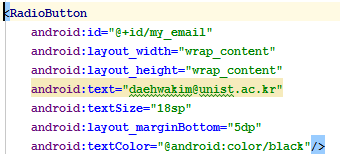 <RadioButton
android:id="@+id/my_email"
android:layout_width="wrap_content"
android:layout_height="wrap_content"
android:text="daehwakim@unist.ac.kr"
android:textSize="18sp"
android:layout_marginBottom="5dp"
android:textColor="@android:color/black"/>